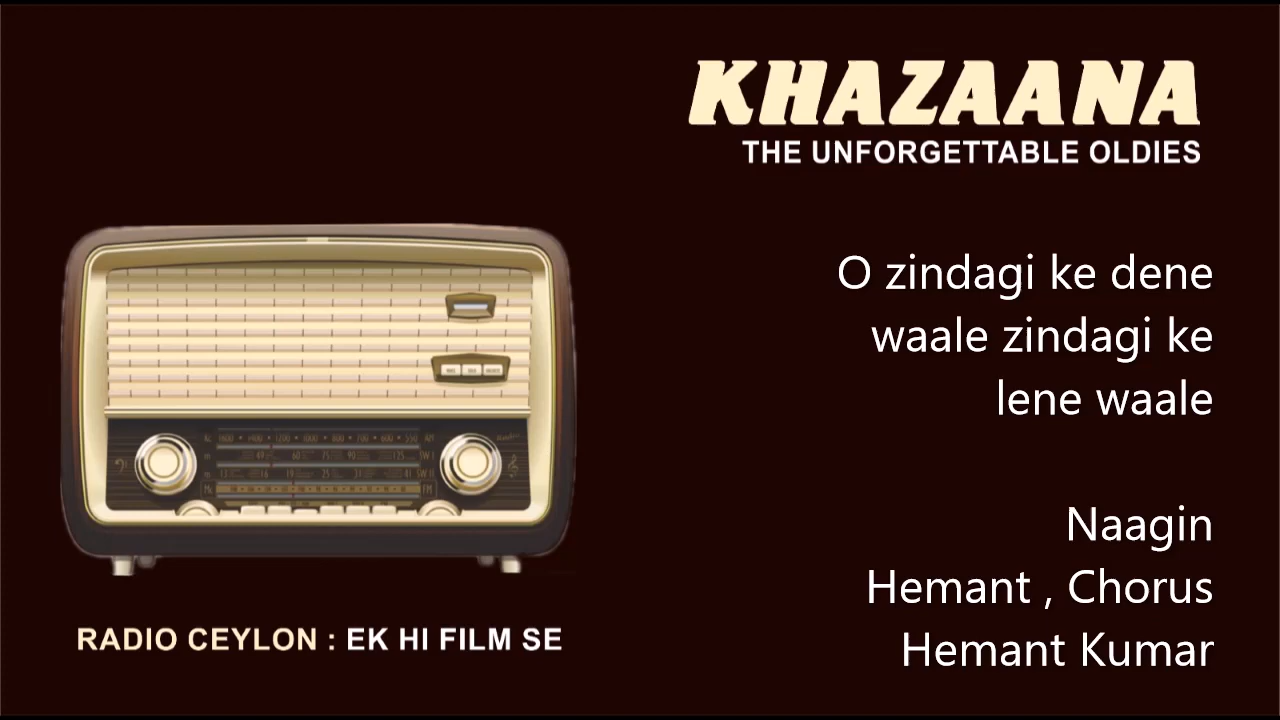 KHAZAANA
THE UNFORGETTABLE OLDIES
O zindagi ke dene
waale zindagi ke
lene waale
Naagin
Hemant , Chorus
Hemant Kumar
RADIO CEYLON : EK HI FILM SE